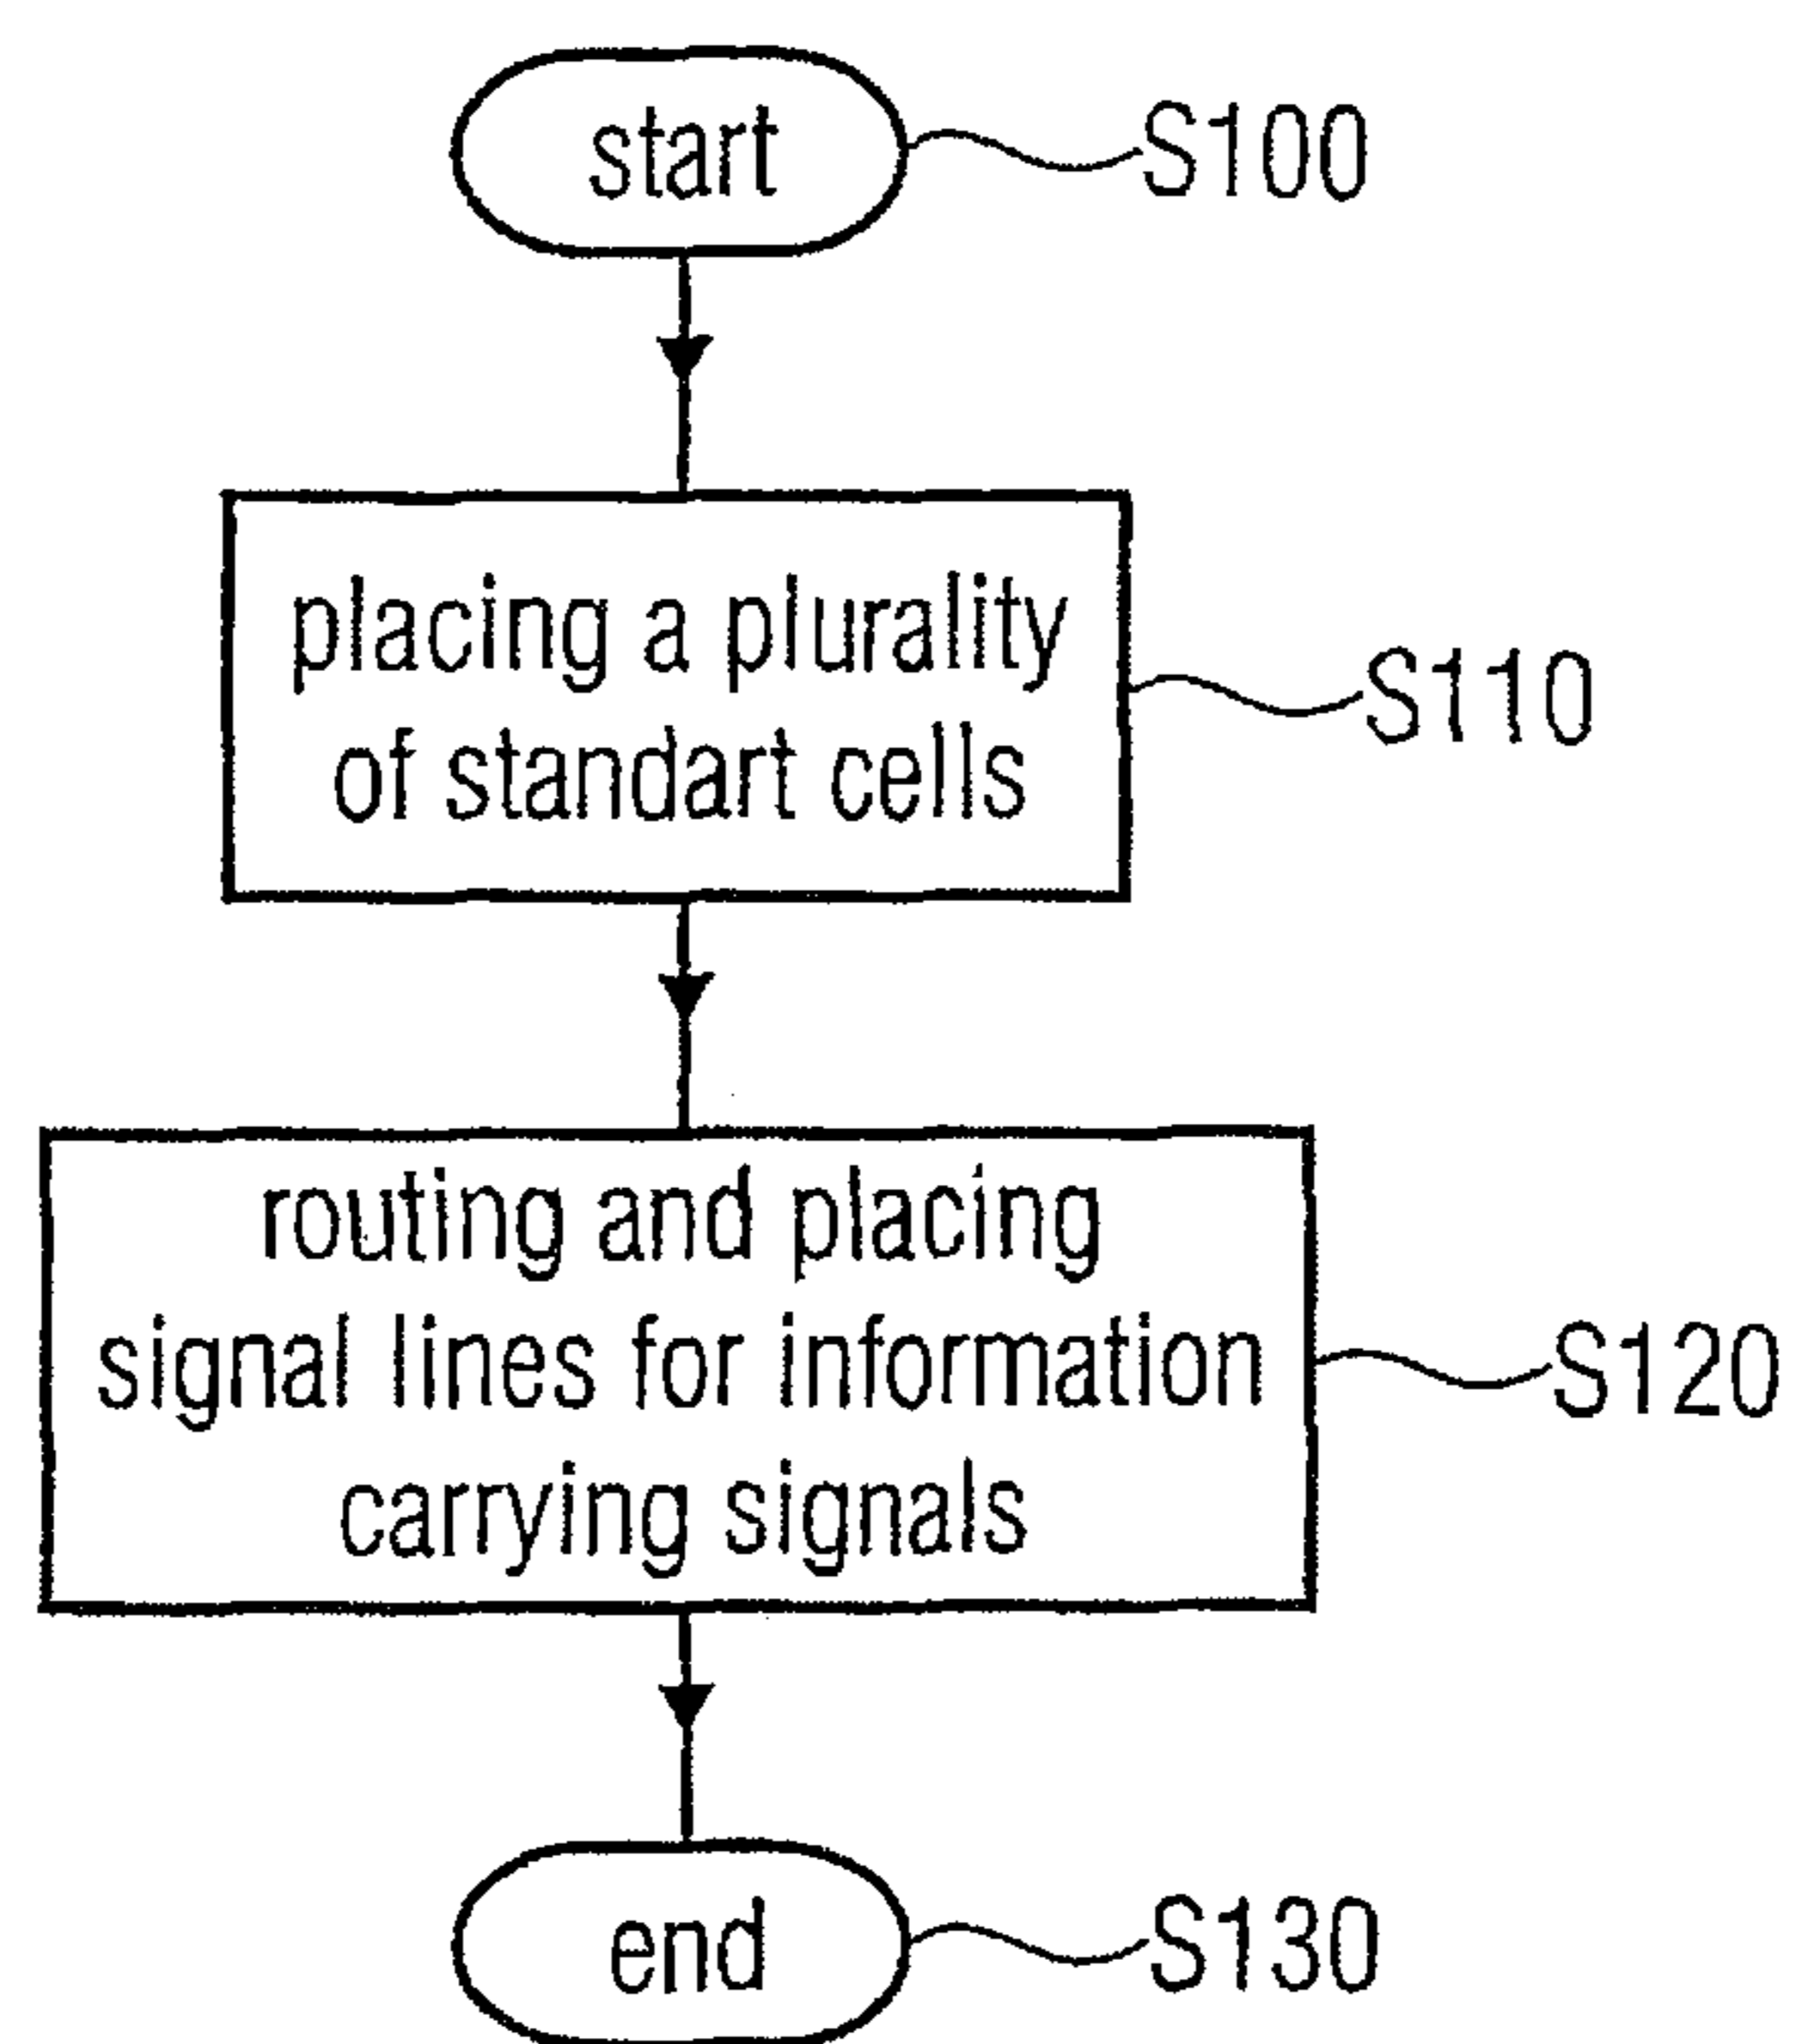 start
S100
placing a plurality
of standart cells
S110
routing and placing
signal lines for information
carrying signals
S120
end
S130